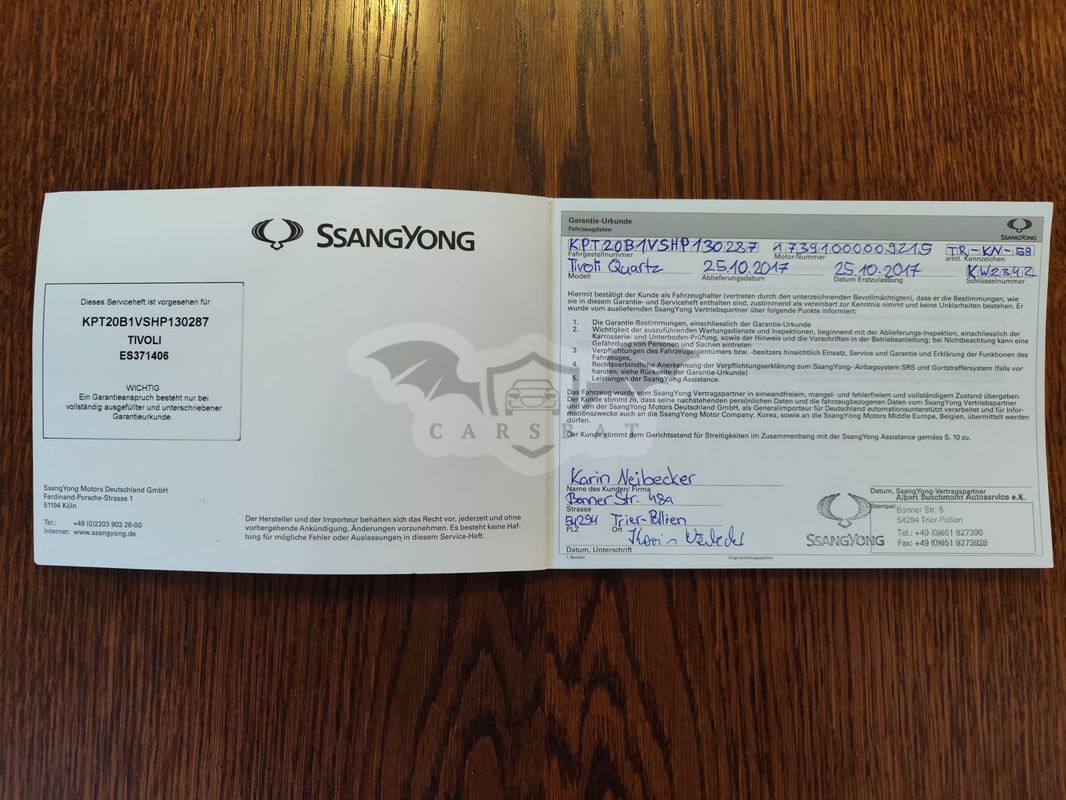 SSANGYONG
Dieses Serviceheft ist vorgesehen für:
KPT20B1VSHP130287
TIVOLI
ES371406
WICHTIG
Ein Garantieanspruch besteht nur bei
vollständig ausgefüllter und unterschriebener
Garantieurkunde.
SsangYong Motors Deutschland GmbH
Ferdinand-Porsche-Strasse 1
51194 Köln
Tel.: +49 (0)2203 903 26-00
Internet: www.ssangyong.de
Der Hersteller und der Importeur behalten sich das Recht vor, jederzeit und ohne
vorhergehende Ankündigung, Änderungen vorzunehmen. Es besteht keine Haf-
tung für mögliche Fehler oder Auslassungen in diesem Service-Heft.
Garantie-Urkunde
Fahrzeugdaten
SSANGYONG
KPT20B1VSHP130287 TR-KN-58
Fahrgestellnummer Motor-Nummer amtl. Kennzeichen
Tivoli Quartz 25.10.2017 25.10.2017 KW2342
Modell Ablieferungsdatum Datum Erstzulassung Schlüsselnummer
Hiermit bestätigt der Kunde als Fahrzeughalter (vertreten durch den unterzeichnenden Bevollmächtigten), dass er die Bestimmungen, wie
sie in diesem Garantie- und Serviceheft enthalten sind, zustimmend als vereinbart zur Kenntnis nimmt und keine Unklarheiten bestehen. Er
wurde vom ausliefernden SsangYong Vertriebspartner über folgende Punkte informiert:
1. Die Garantie-Bestimmungen, einschliesslich der Garantie-Urkunde
2. Wichtigkeit der auszuführenden Wartungsdienste und Inspektionen, beginnend mit der Ablieferungs-Inspektion, einschliesslich der
Karrosserie- und Unterboden-Prüfung, sowie der Hinweise und die Vorschriften in der Betriebsanleitung; bei Nichtbeachtung kann eine
Gefährdung von Personen und Sachen eintreten
3. Verpflichtungen des Fahrzeugeigentümers bzw. -besitzers hinsichtlich Einsatz, Service und Garantie und Erklärung der Funktionen des
Fahrzeuges,
4. Rechtsverbindliche Anerkennung der Verpflichtungserklärung zum SsangYong- Airbagsystem SRS und Gurtstraffersystem (falls vor
handen, siehe Rückseite der Garantie-Urkunde)
5. Leistungen der SsangYong Assistance.
Das Fahrzeug wurde vom SsangYong Vertragspartner in einwandfreiem, mangel- und fehlerfreiem und vollständigem Zustand übergeben.
Der Kunde stimmt zu, dass seine nachstehenden persönlichen Daten und die fahrzeugbezogenen Daten vom SsangYong Vertriebspartner
und von der SsangYong Motors Deutschland GmbH, als Generalimporteur für Deutschland automationsunterstützt verarbeitet und für Infor-
mationszwecke auch an die SsangYong Motor Company, Korea, sowie an die SsangYong Motors Middle Europe, Belgien, übermittelt werden
dürfen.
Der Kunde stimmt dem Gerichtsstand für Streitigkeiten im Zusammenhang mit der SsangYong Assistance gemäss S. 10 zu.
CARSBAT
Karin Neibecker
Name des Kunden/ Firma
Bonner Str. 48a
Strasse
54294 Trier-Pallien
PLZ Ort
Datum, Unterschrift
1. Besitzer
Original Vertragspartner
Datum, SsangYong-Vertragspartner
Albert Buschmann Autoservice e.K.
Stempel
Bonner Str. 5
54294 Trier-Pallien
Tel.: +49 (0)651 827390
Fax: +49 (0)651 8273928
SSANGYONG